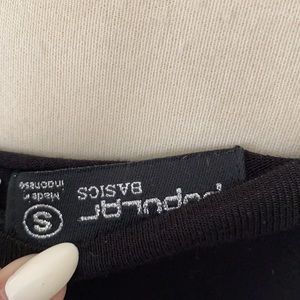 popular
BASICS
S
Made in
Indonesia